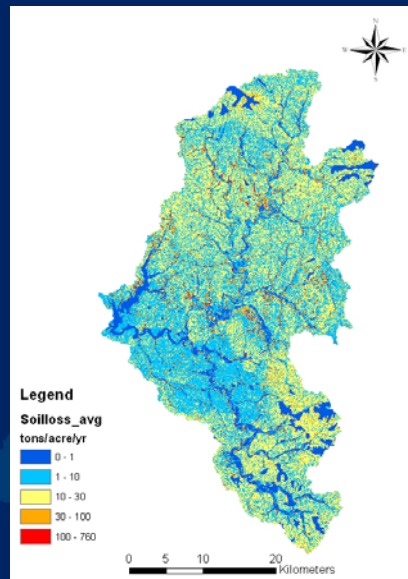 N
W E
S
Legend
Soilloss_avg
tons/acre/yr
0 - 1
1 - 10
10 - 30
30 - 100
100 - 760
0 5 10 20
Kilometers